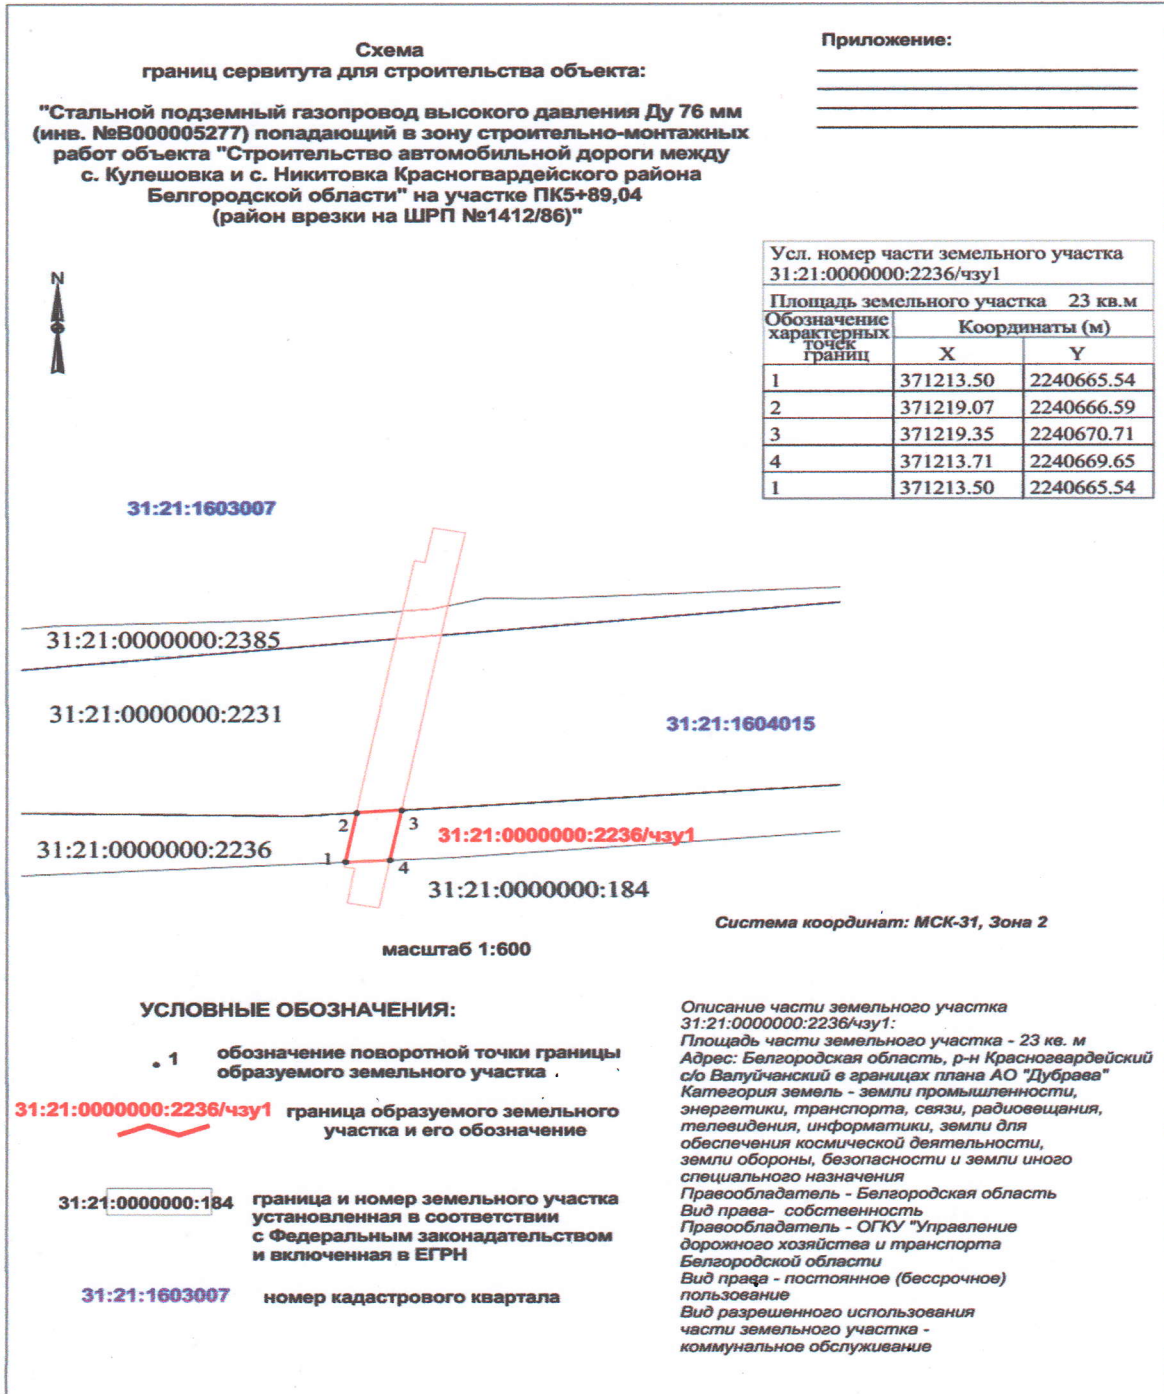 Схема
границ сервитута для строительства объекта:
"Стальной подземный газопровод высокого давления Ду 76 мм
(инв. №В000005277) попадающий в зону строительно-монтажных
работ объекта "Строительство автомобильной дороги между
с. Кулешовка и с. Никитовка Красногвардейского района
Белгородской области" на участке ПК5+89,04
(район врезки на ШРП №1412/86)"
Приложение:
N
Усл. номер части земельного участка
31:21:0000000:2236/чзу1
Площадь земельного участка 23 кв.м
Обозначение
характерных
точек
границ
Координаты (м)
X Y
1 371213.50 2240665.54
2 371219.07 2240666.59
3 371219.35 2240670.71
4 371213.71 2240669.65
1 371213.50 2240665.54
31:21:1603007
31:21:0000000:2385
31:21:0000000:2231
31:21:1604015
2
3
31:21:0000000:2236/чзу1
31:21:0000000:2236
1
4
31:21:0000000:184
Система координат: МСК-31, Зона 2
масштаб 1:600
УСЛОВНЫЕ ОБОЗНАЧЕНИЯ:
1 обозначение поворотной точки границы
образуемого земельного участка
31:21:0000000:2236/чзу1 граница образуемого земельного
участка и его обозначение
31:21:0000000:184 граница и номер земельного участка
установленная в соответствии
с Федеральным законадательством
и включенная в ЕГРН
31:21:1603007 номер кадастрового квартала
Описание части земельного участка
31:21:0000000:2236/чзу1:
Площадь части земельного участка - 23 кв. м
Адрес: Белгородская область, р-н Красногвардейский
с/о Валуйчанский в границах плана АО "Дубрава"
Категория земель - земли промышленности,
энергетики, транспорта, связи, радиовещания,
телевидения, информатики, земли для
обеспечения космической деятельности,
земли обороны, безопасности и земли иного
специального назначения
Правообладатель - Белгородская область
Вид права- собственность
Правообладатель - ОГКУ "Управление
дорожного хозяйства и транспорта
Белгородской области
Вид права - постоянное (бессрочное)
пользование
Вид разрешенного использования
части земельного участка -
коммунальное обслуживание